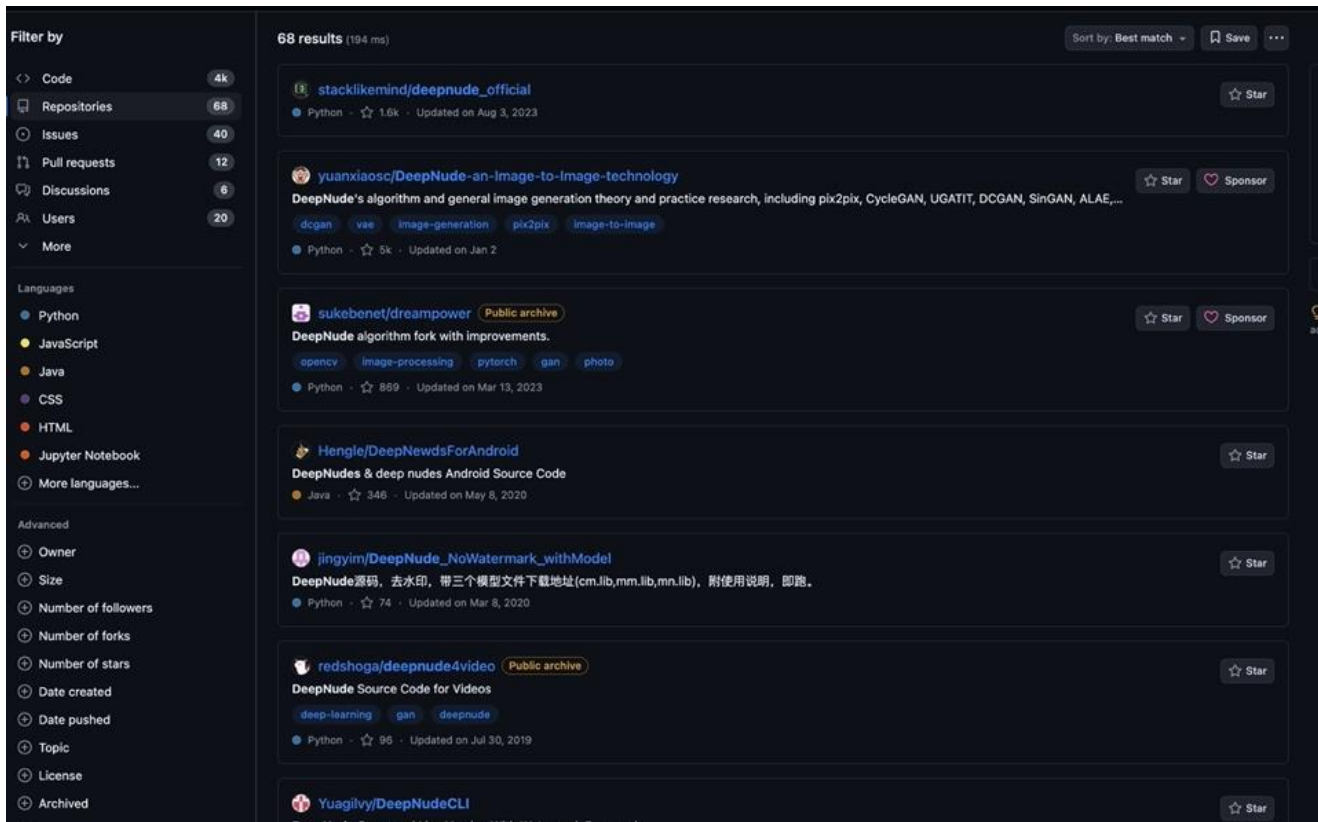 Filter by
Code 4k
Repositories 68
Issues 40
Pull requests 12
Discussions 6
Users 20
More
Languages
Python
JavaScript
Java
CSS
HTML
Jupyter Notebook
More languages...
Advanced
Owner
Size
Number of followers
Number of forks
Number of stars
Date created
Date pushed
Topic
License
Archived
68 results (194 ms)
Sort by: Best match
Save
stacklikemind/deepnude_official
Star
Python · 1.6k · Updated on Aug 3, 2023
yuanxiaosc/DeepNude-an-Image-to-Image-technology
Star
Sponsor
DeepNude's algorithm and general image generation theory and practice research, including pix2pix, CycleGAN, UGATIT, DCGAN, SinGAN, ALAE,...
dcgan vae image-generation pix2pix image-to-image
Python · 5k · Updated on Jan 2
sukebenet/dreampower Public archive
Star
Sponsor
DeepNude algorithm fork with improvements.
opencv image-processing pytorch gan photo
Python · 869 · Updated on Mar 13, 2023
Hengle/DeepNewdsForAndroid
Star
DeepNudes & deep nudes Android Source Code
Java · 346 · Updated on May 8, 2020
jingyim/DeepNude_NoWatermark_withModel
Star
DeepNude源码，去水印，带三个模型文件下载地址(cm.lib,mm.lib,mn.lib)，附使用说明，即跑。
Python · 74 · Updated on Mar 8, 2020
redshoga/deepnude4video Public archive
Star
DeepNude Source Code for Videos
deep-learning gan deepnude
Python · 96 · Updated on Jul 30, 2019
Yuagilvy/DeepNudeCLI
Star